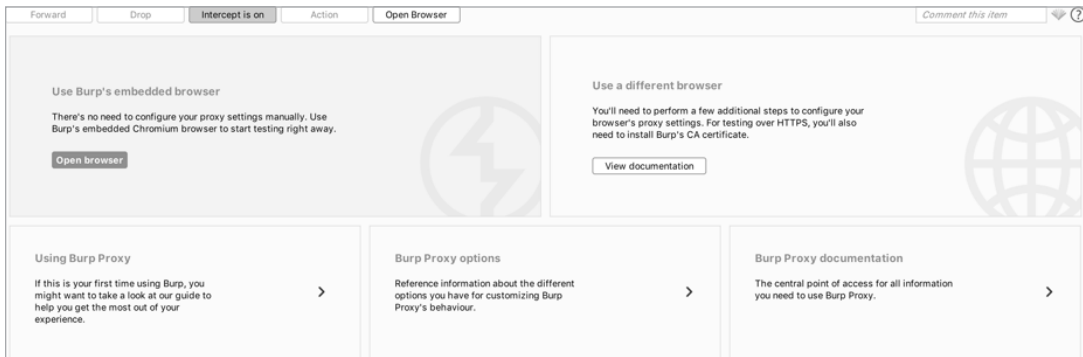 Forward Drop Intercept is on Action Open Browser Comment this item ?
Use Burp's embedded browser
There's no need to configure your proxy settings manually. Use
Burp's embedded Chromium browser to start testing right away.
Open browser
Use a different browser
You'll need to perform a few additional steps to configure your
browser's proxy settings. For testing over HTTPS, you'll also
need to install Burp's CA certificate.
View documentation
Using Burp Proxy
If this is your first time using Burp, you
might want to take a look at our guide to
help you get the most out of your
experience.
Burp Proxy options
Reference information about the different
options you have for customizing Burp
Proxy's behaviour.
Burp Proxy documentation
The central point of access for all information
you need to use Burp Proxy.